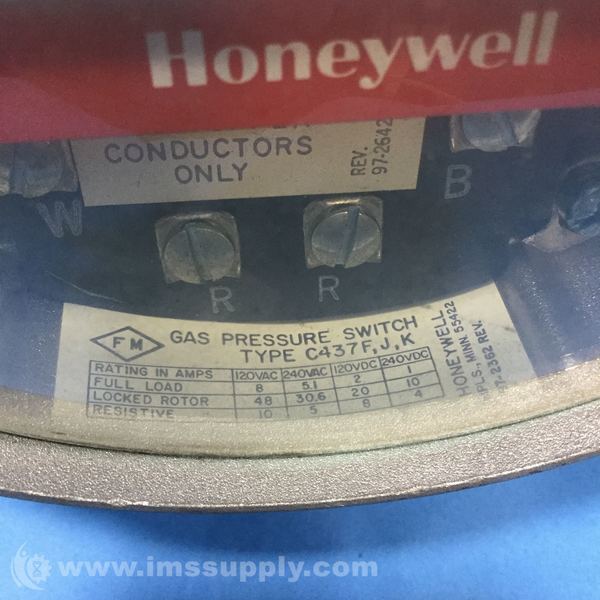 Honeywell
CONDUCTORS
ONLY
REV.
97-2642
W
B
R
R
FM
GAS PRESSURE SWITCH
TYPE C437F,J,K
RATING IN AMPS 120VAC 240VAC 120VDC 240VDC
FULL LOAD 8 5.1 2 1
LOCKED ROTOR 48 30.6 20 10
RESISTIVE 10 5 8 4
HONEYWELL
MPLS., MINN 55422
97-2362 REV.
www.imssupply.com